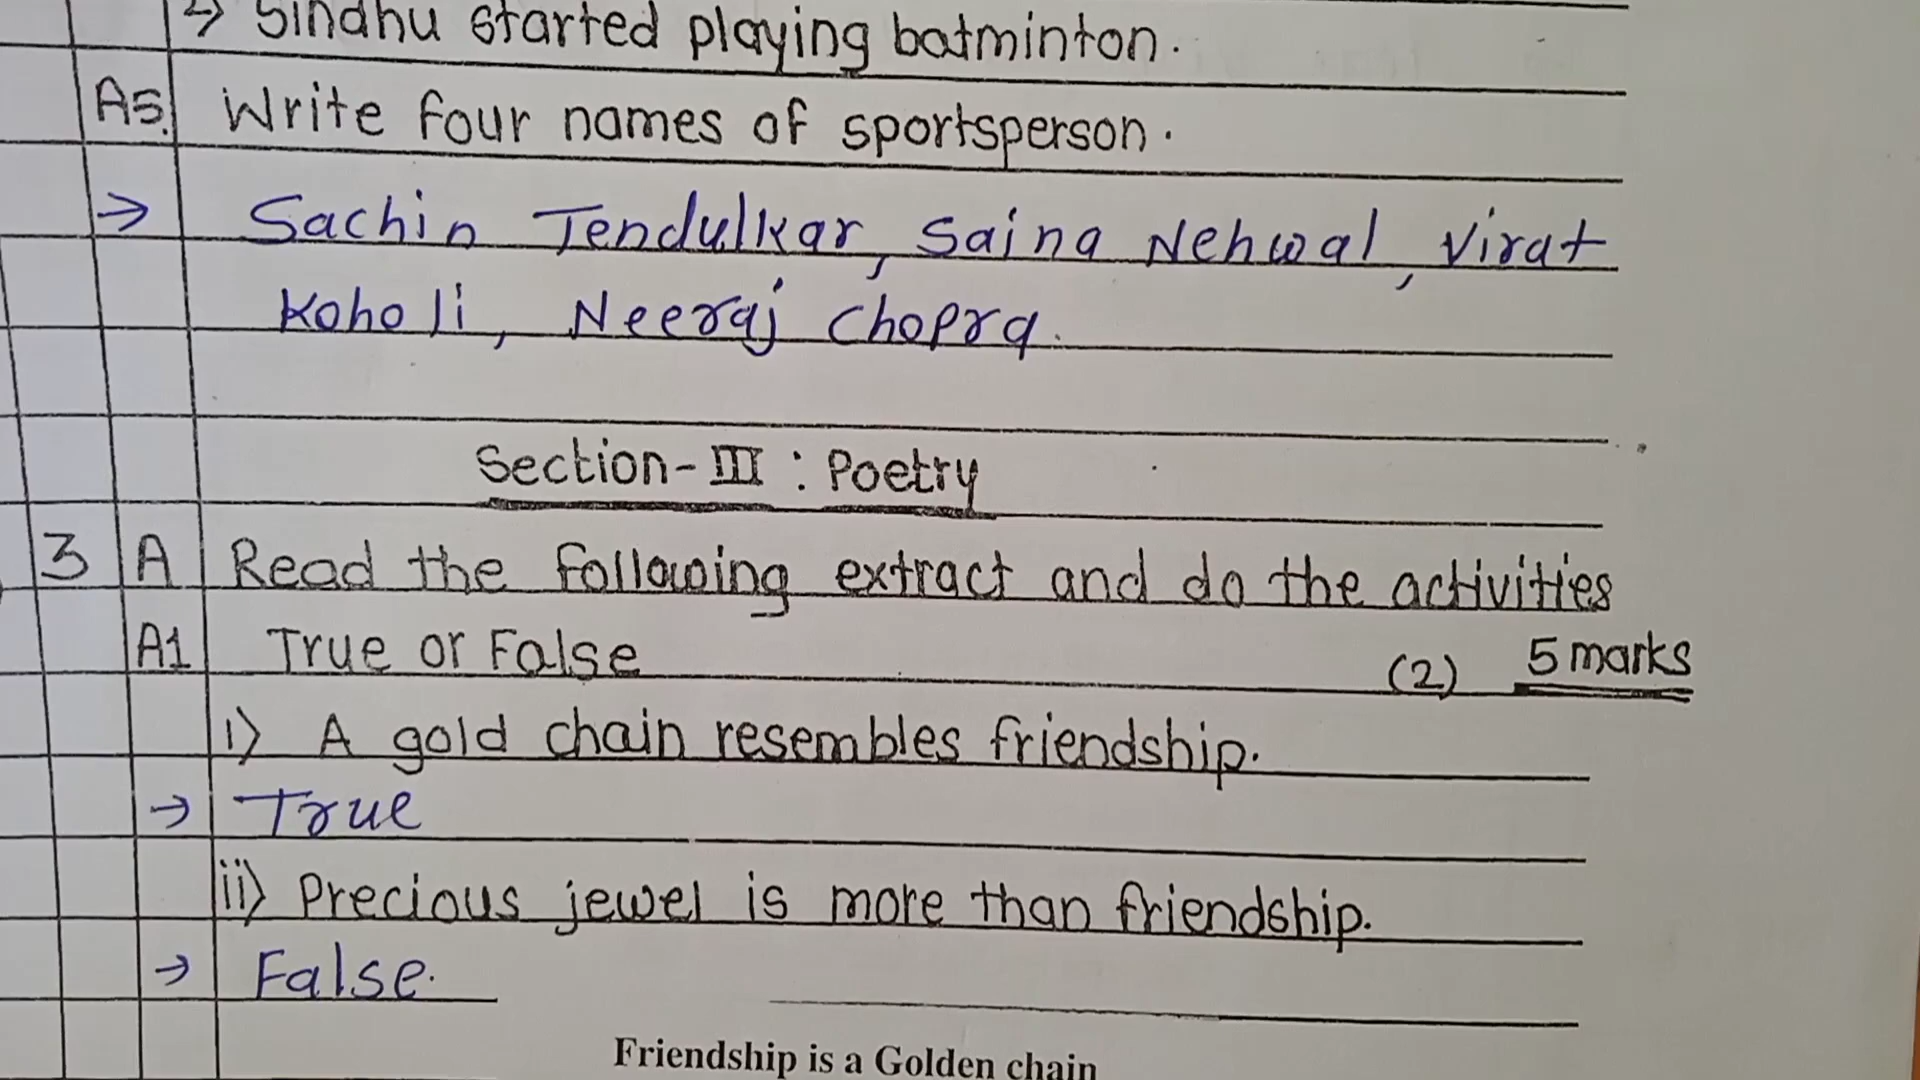 → Sindhu started playing batminton.
A5. Write four names of sportsperson.
→ Sachin Tendulkar, Saina Nehwal, Virat
Koholi, Neeraj Chopra.
Section-III : Poetry
3 A Read the following extract and do the activities
A1 True or False (2) 5 marks
i) A gold chain resembles friendship.
→ True
ii) Precious jewel is more than friendship.
→ False.
Friendship is a Golden chain